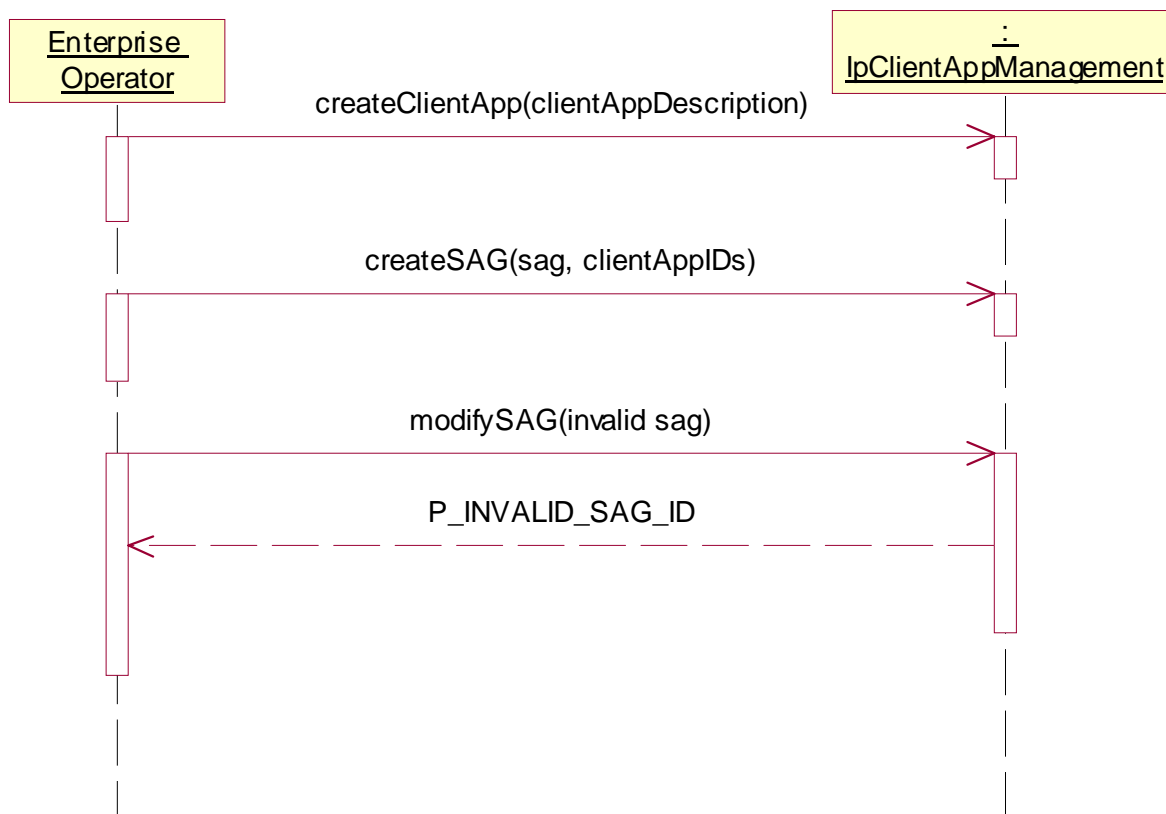 Enterprise
Operator
:
IpClientAppManagement
createClientApp(clientAppDescription)
createSAG(sag, clientAppIDs)
modifySAG(invalid sag)
P_INVALID_SAG_ID